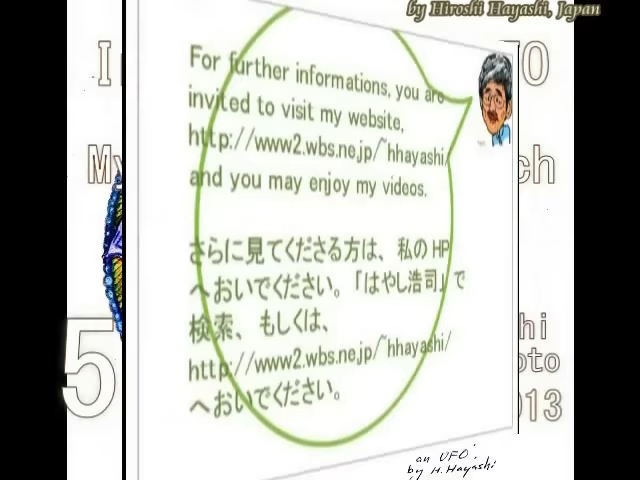 by Hiroshi Hayashi, Japan
For further informations, you are
invited to visit my website,
http://www2.wbs.ne.jp/~hhayashi/
and you may enjoy my videos.
さらに見てくださる方は、私のHP
へおいでください。「はやし浩司」で
検索、もしくは、
http://www2.wbs.ne.jp/~hhayashi/
へおいでください。
5
an UFO
by H.Hayashi